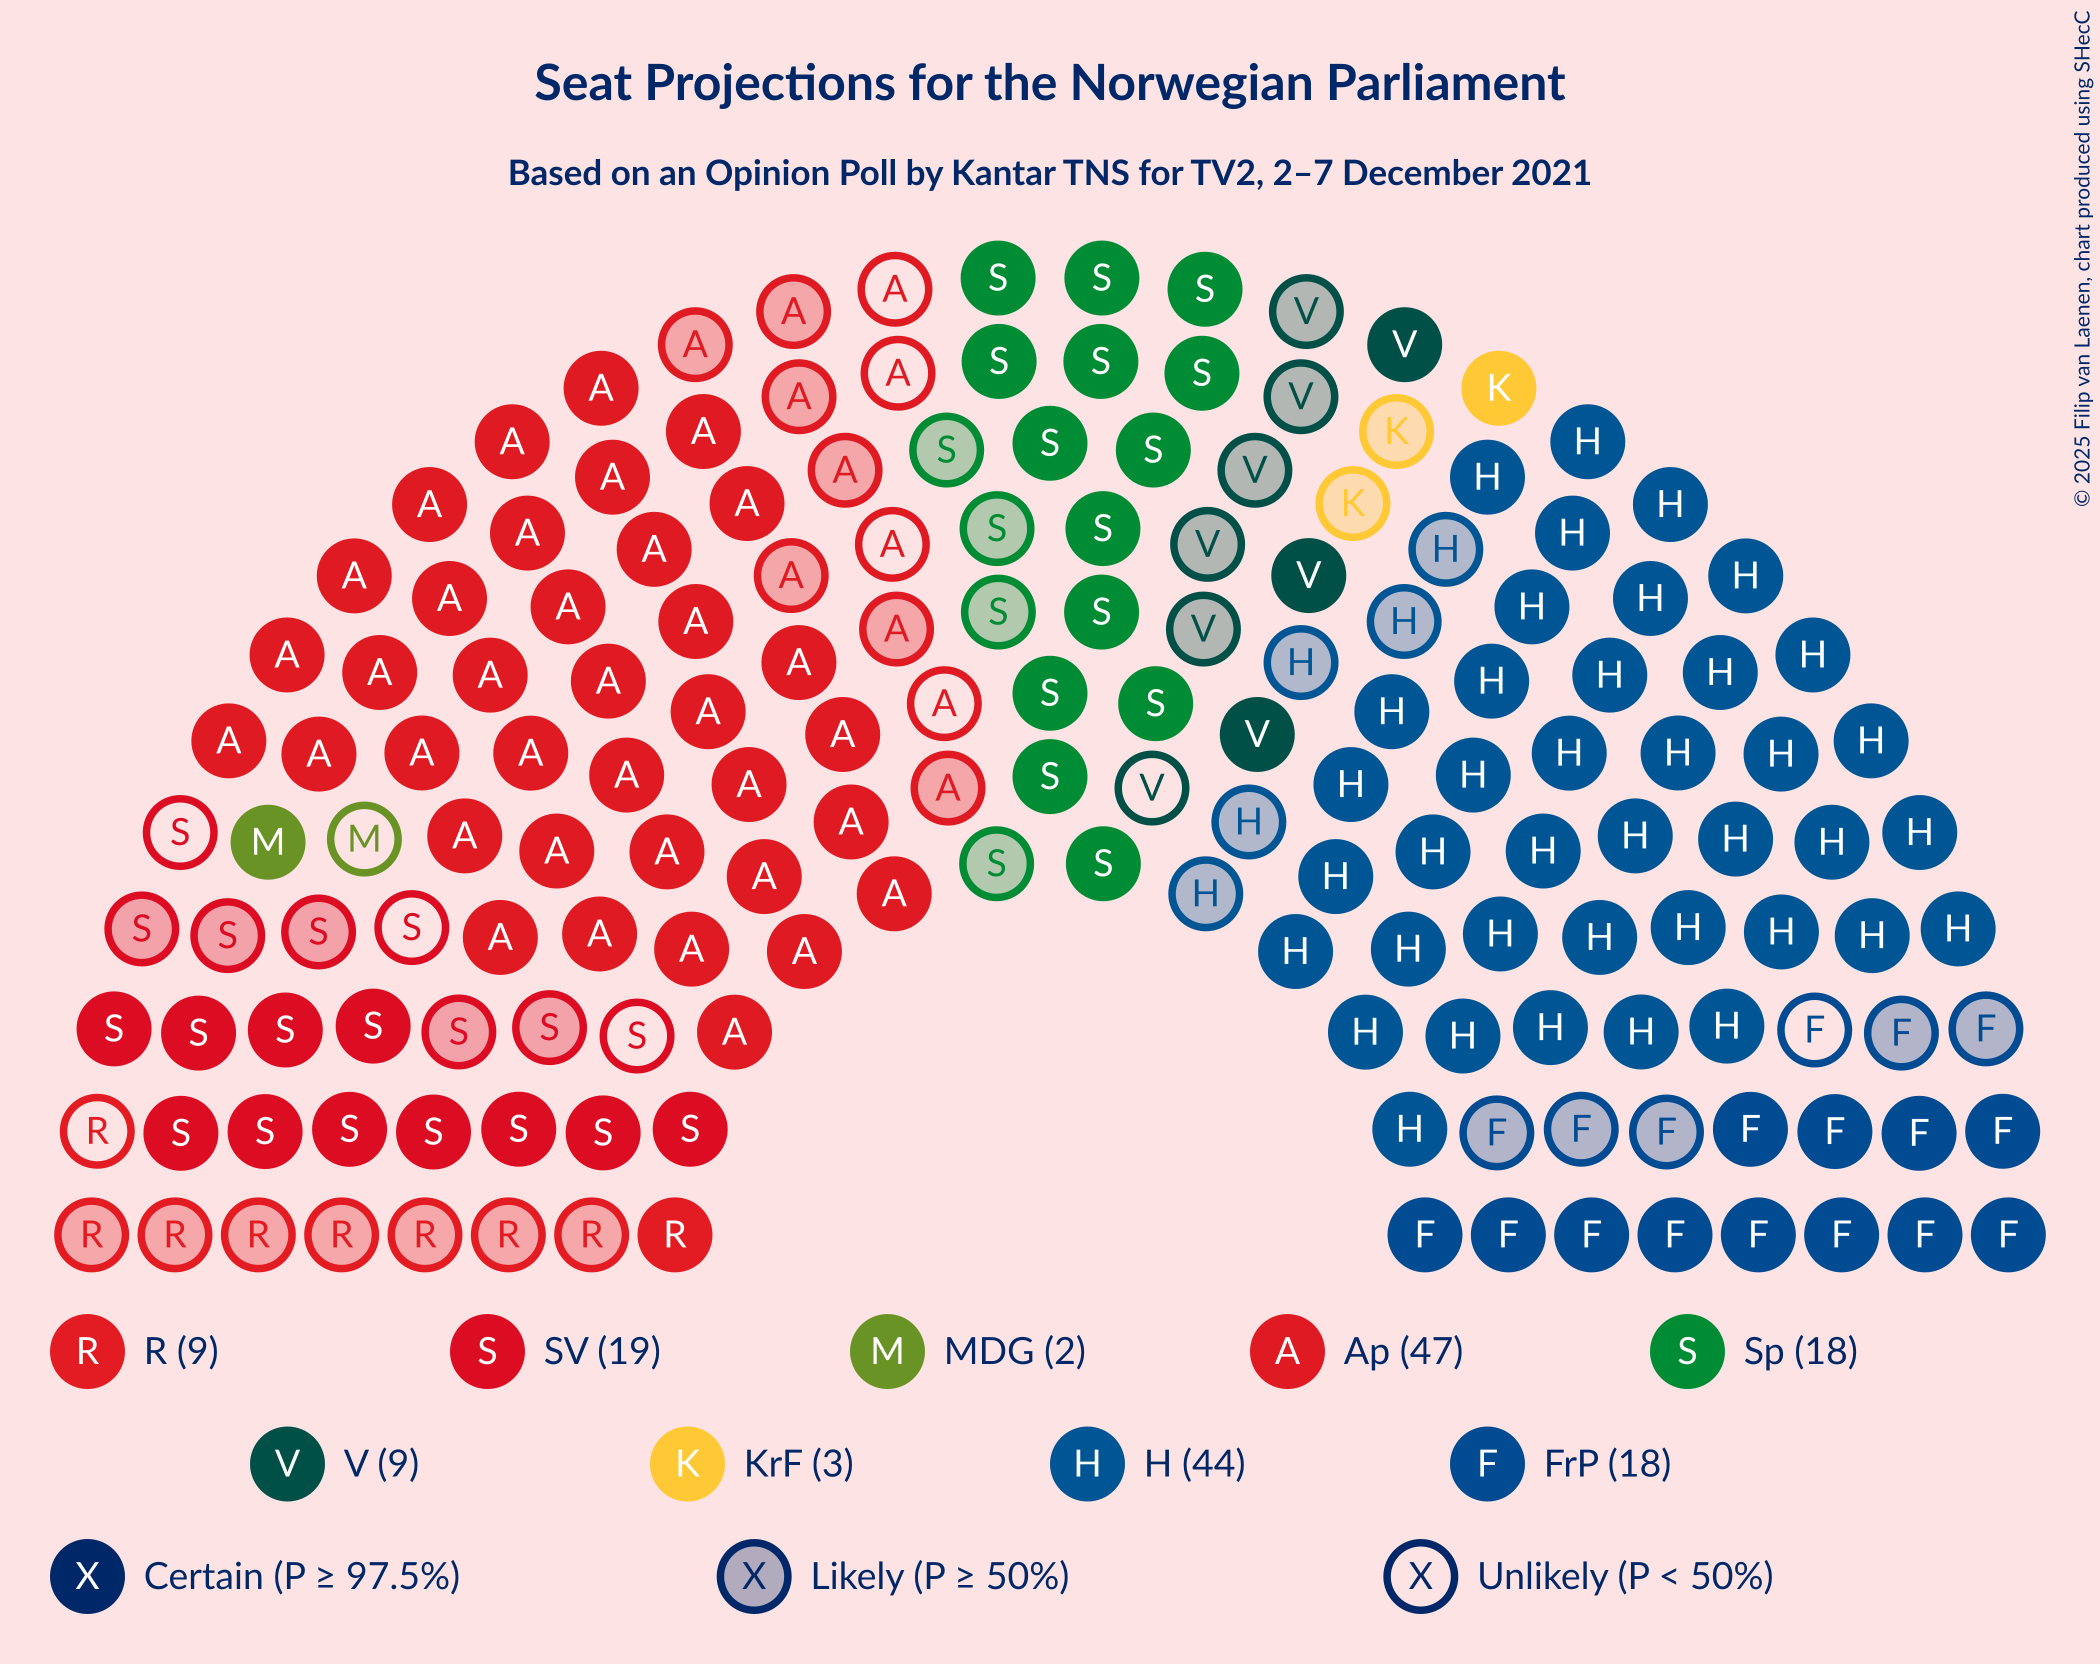 © 2025 Filip van Laenen, chart produced using SHecC
Seat Projections for the Norwegian Parliament
Based on an Opinion Poll by Kantar TNS for TV2, 2–7 December 2021
A S S S
A V
A V
A S S S
A A V K
A A S S S K H
A A V H
A A K H
A A A S S V H H
A A V H
A A A A S S V H H H
A A A A A H H H H H
A A S S H
A A A A A V H H H H
A A A S V H H
S M M A A A A H H H H H H H
A A S S H H
S S S S A A A A H H H H H H H H
S S S S S S S A H H H H H F F F
R S S S S S S S H F F F F F F F
R R R R R R R R F F F F F F F F
R R (9) S SV (19) M MDG (2) A Ap (47) S Sp (18)
V V (9) K KrF (3) H H (44) F FrP (18)
X Certain (P ≥ 97.5%) X Likely (P ≥ 50%) X Unlikely (P < 50%)